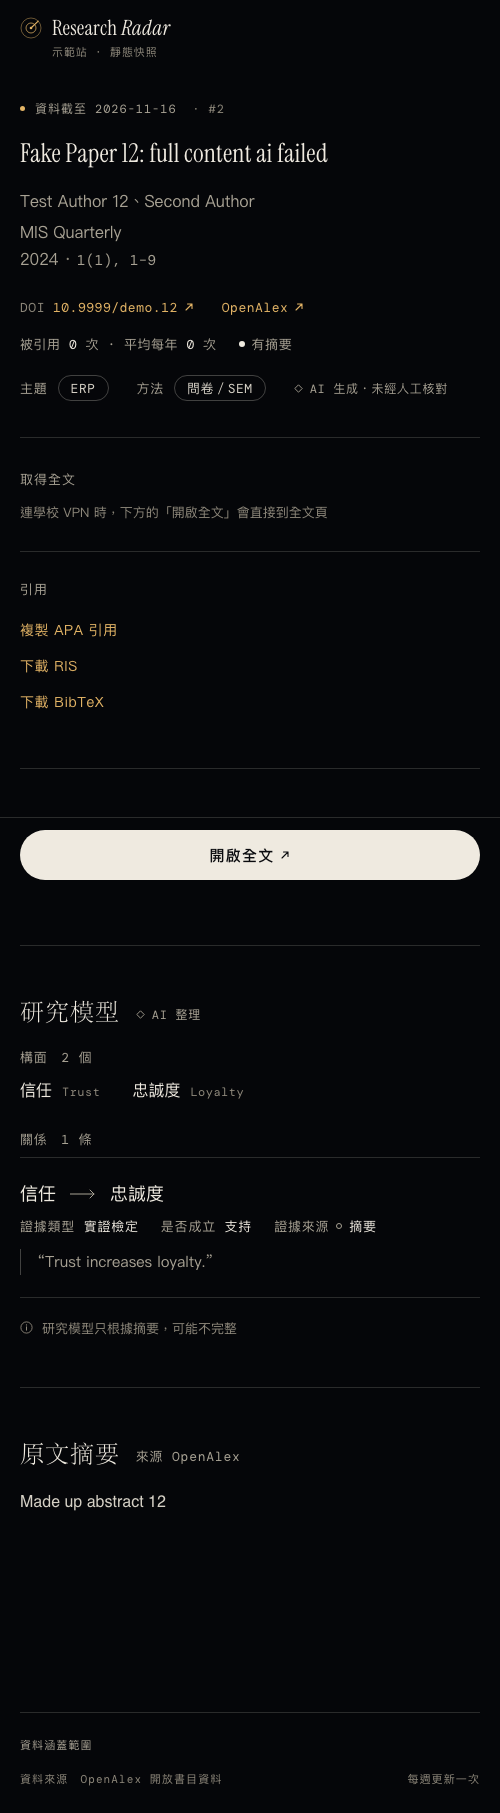 Research Radar
示範站 · 靜態快照
資料截至 2026-11-16 · #2
Fake Paper 12: full content ai failed
Test Author 12、Second Author
MIS Quarterly
2024 · 1(1), 1-9
DOI 10.9999/demo.12 ↗ OpenAlex ↗
被引用 0 次 · 平均每年 0 次 有摘要
主題 ERP 方法 問卷 / SEM ◇ AI 生成·未經人工核對
取得全文
連學校 VPN 時，下方的「開啟全文」會直接到全文頁
引用
複製 APA 引用
下載 RIS
下載 BibTeX
開啟全文 ↗
研究模型 ◇ AI 整理
構面 2 個
信任 Trust 忠誠度 Loyalty
關係 1 條
信任 → 忠誠度
證據類型 實證檢定 是否成立 支持 證據來源 摘要
“Trust increases loyalty.”
研究模型只根據摘要，可能不完整
原文摘要 來源 OpenAlex
Made up abstract 12
資料涵蓋範圍
資料來源 OpenAlex 開放書目資料 每週更新一次